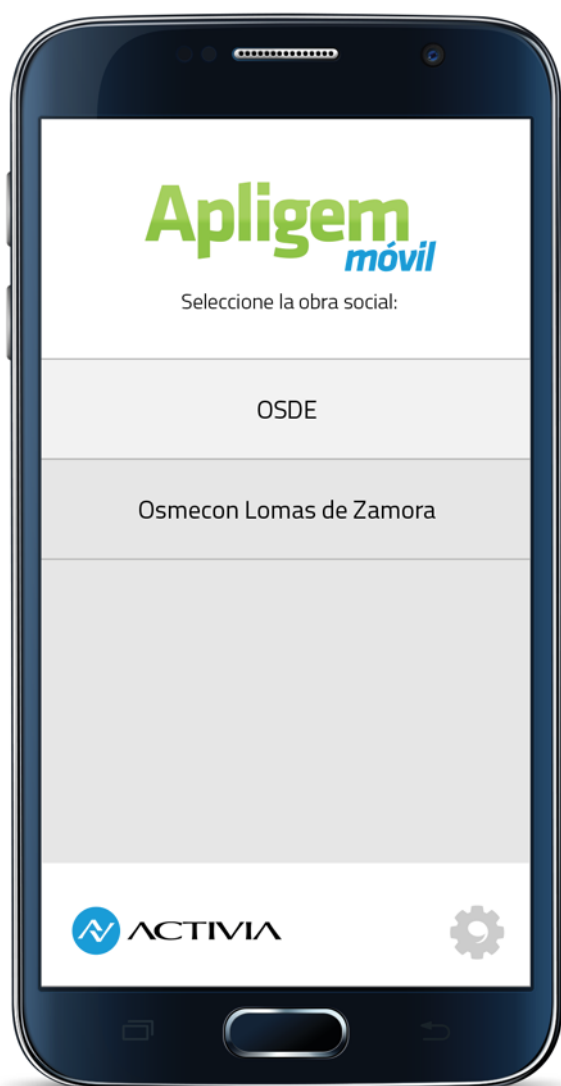 Apligem
móvil
Seleccione la obra social:
OSDE
Osmecon Lomas de Zamora
ACTIVIA